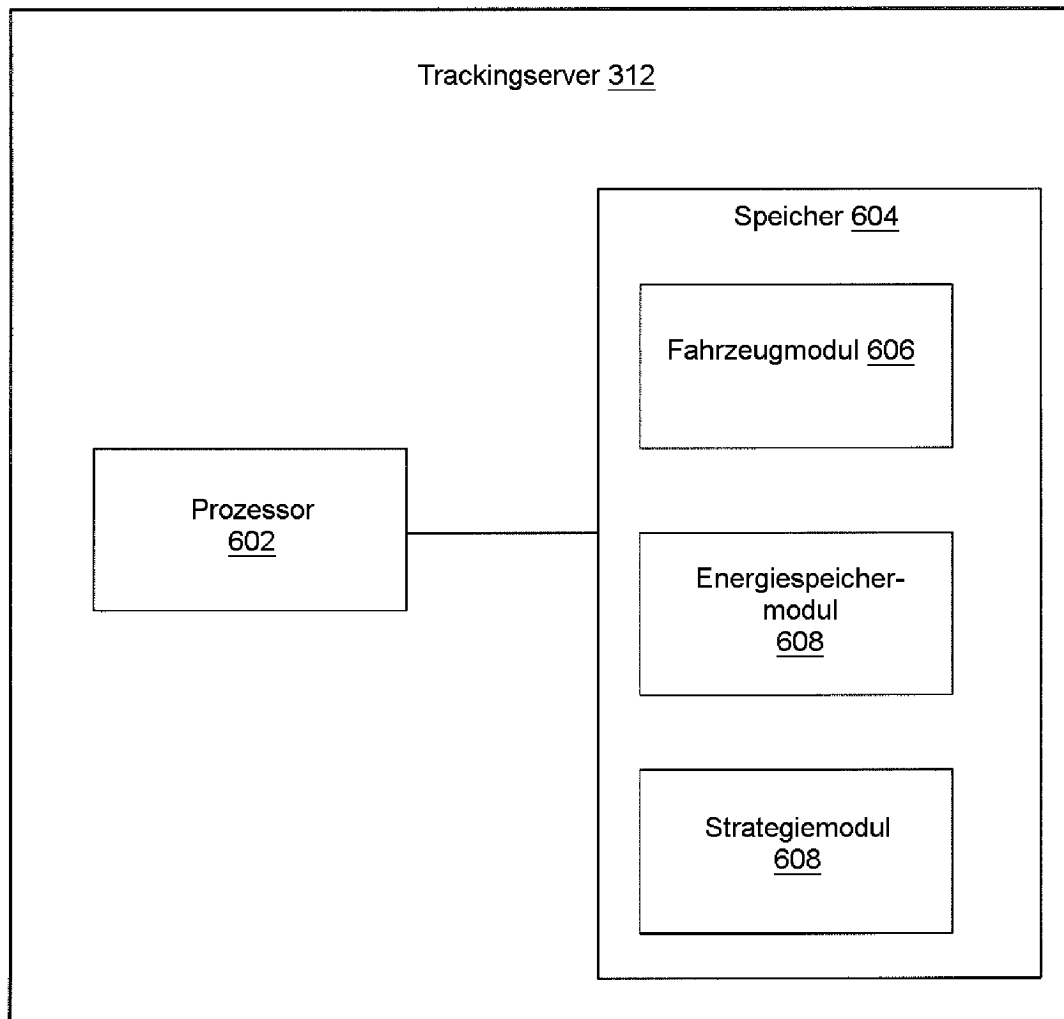 Trackingserver 312
Speicher 604
Fahrzeugmodul 606
Prozessor
602
Energiespeicher-
modul
608
Strategiemodul
608